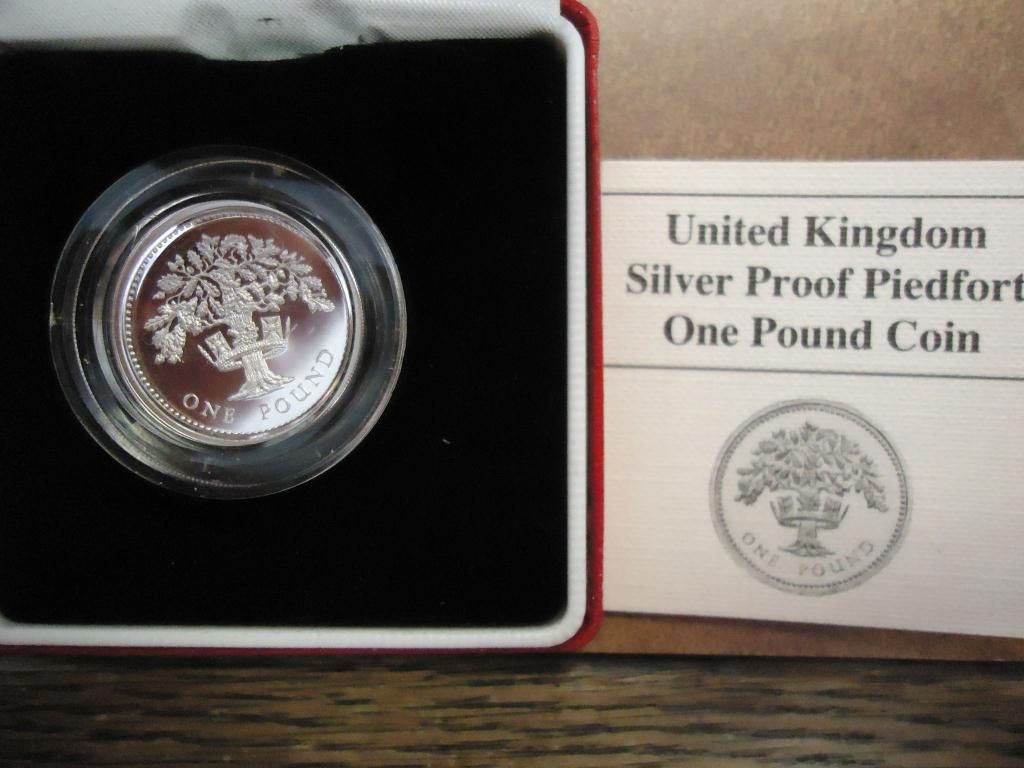 ONE POUND
United Kingdom
Silver Proof Piedfort
One Pound Coin
ONE POUND